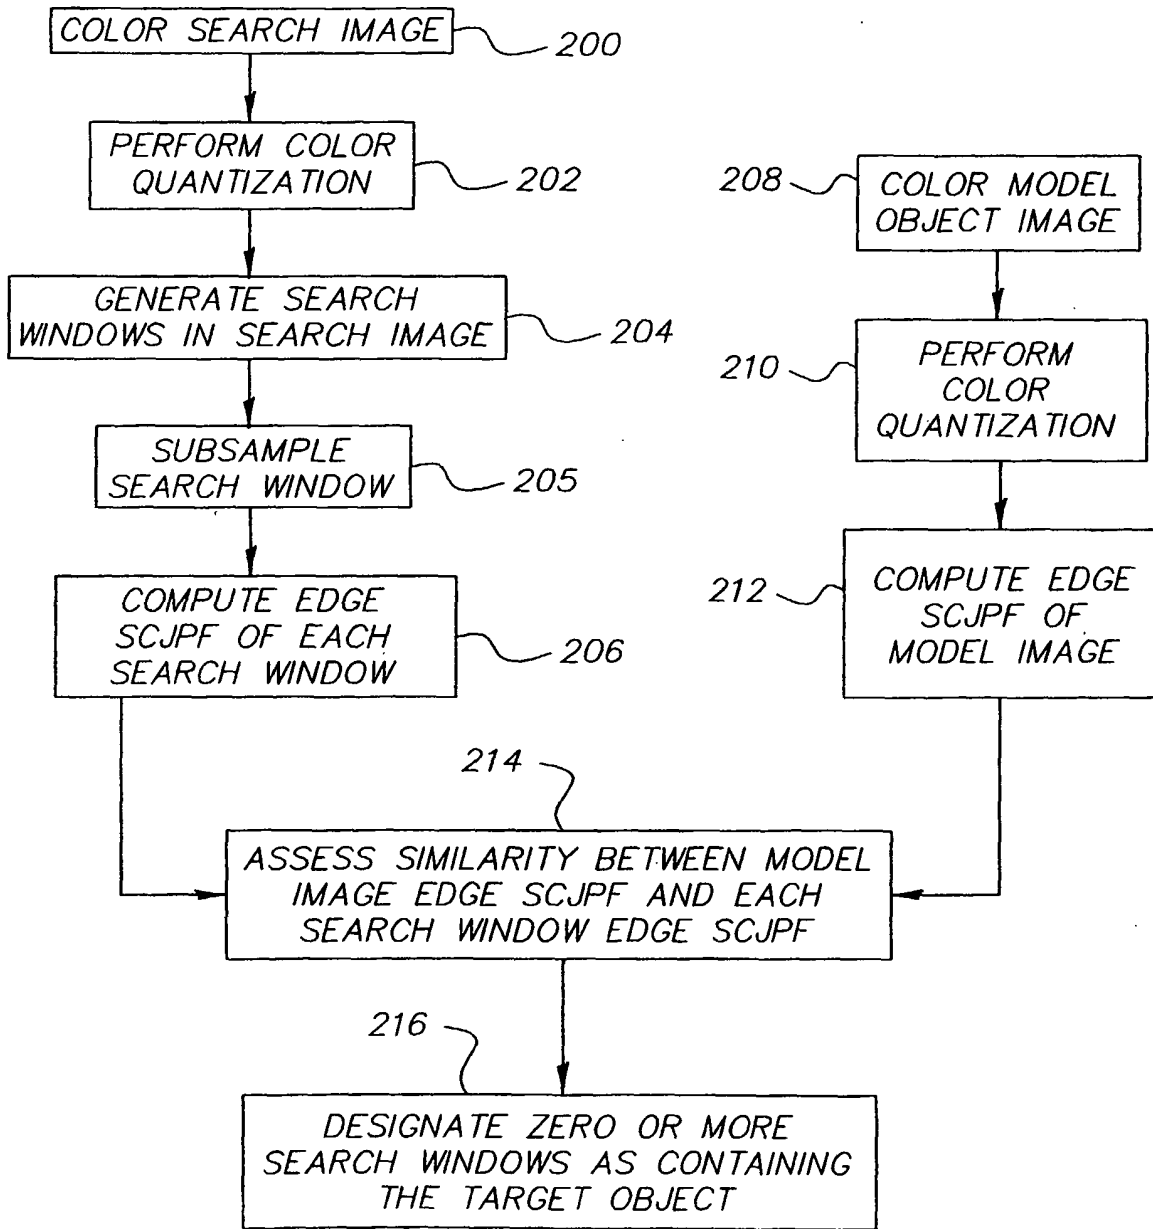 COLOR SEARCH IMAGE
200
PERFORM COLOR
QUANTIZATION
202
GENERATE SEARCH
WINDOWS IN SEARCH IMAGE
204
SUBSAMPLE
SEARCH WINDOW
205
COMPUTE EDGE
SCJPF OF EACH
SEARCH WINDOW
206
208
COLOR MODEL
OBJECT IMAGE
210
PERFORM
COLOR
QUANTIZATION
212
COMPUTE EDGE
SCJPF OF
MODEL IMAGE
214
ASSESS SIMILARITY BETWEEN MODEL
IMAGE EDGE SCJPF AND EACH
SEARCH WINDOW EDGE SCJPF
216
DESIGNATE ZERO OR MORE
SEARCH WINDOWS AS CONTAINING
THE TARGET OBJECT